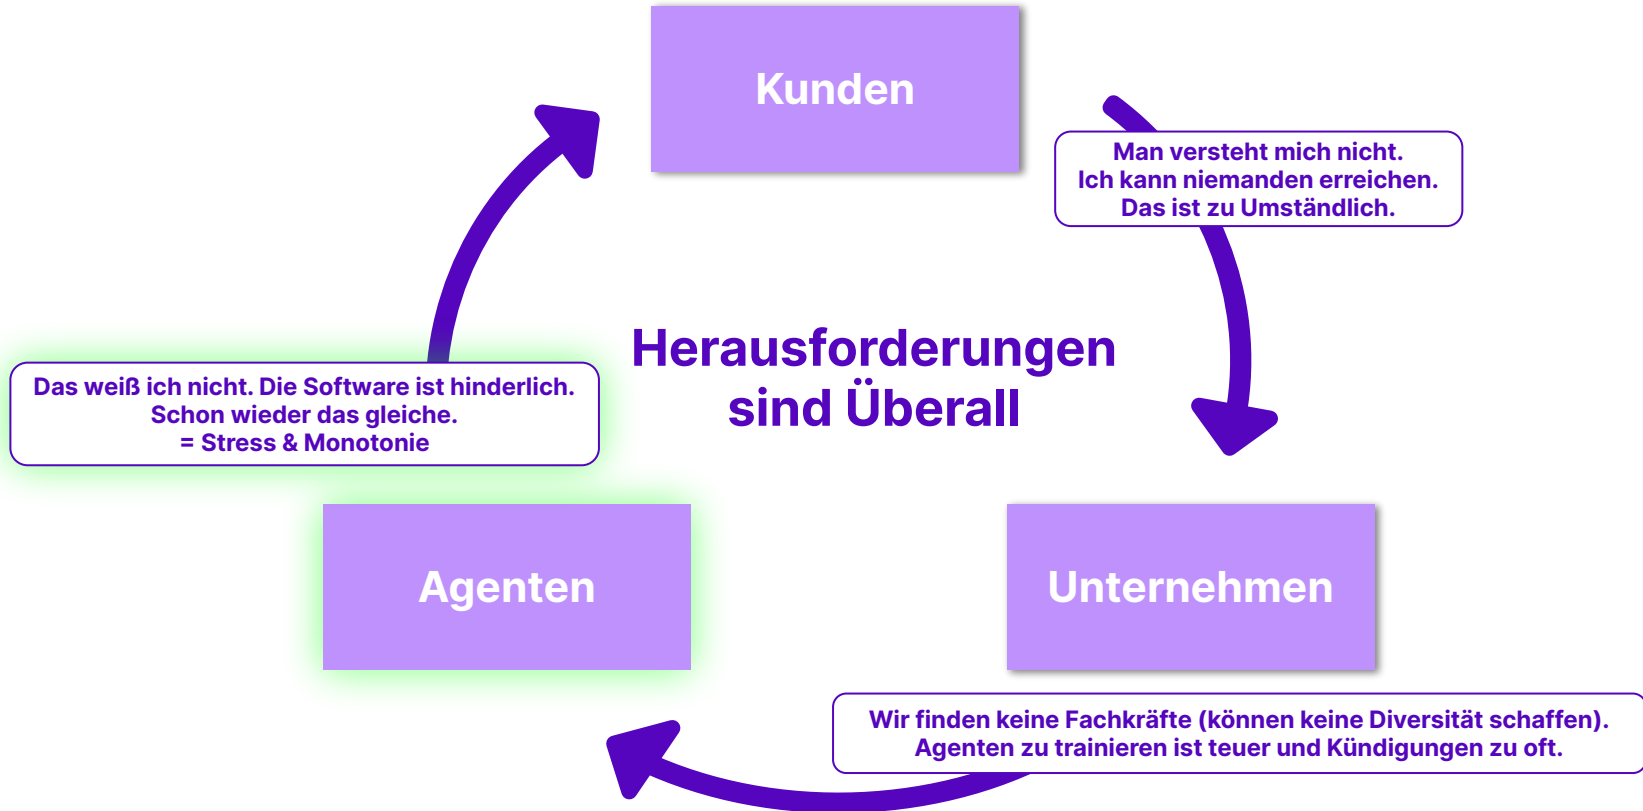 Kunden
Man versteht mich nicht.
Ich kann niemanden erreichen.
Das ist zu Umständlich.
Herausforderungen
sind Überall
Das weiß ich nicht. Die Software ist hinderlich.
Schon wieder das gleiche.
= Stress & Monotonie
Agenten
Unternehmen
Wir finden keine Fachkräfte (können keine Diversität schaffen).
Agenten zu trainieren ist teuer und Kündigungen zu oft.